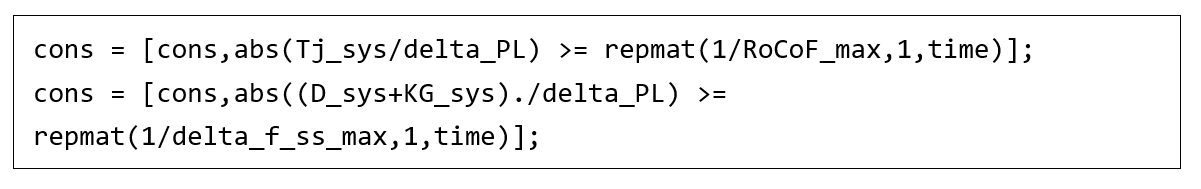 cons = [cons,abs(Tj_sys/delta_PL) >= repmat(1/RoCoF_max,1,time)];
cons = [cons,abs((D_sys+KG_sys)./delta_PL) >=
repmat(1/delta_f_ss_max,1,time)];